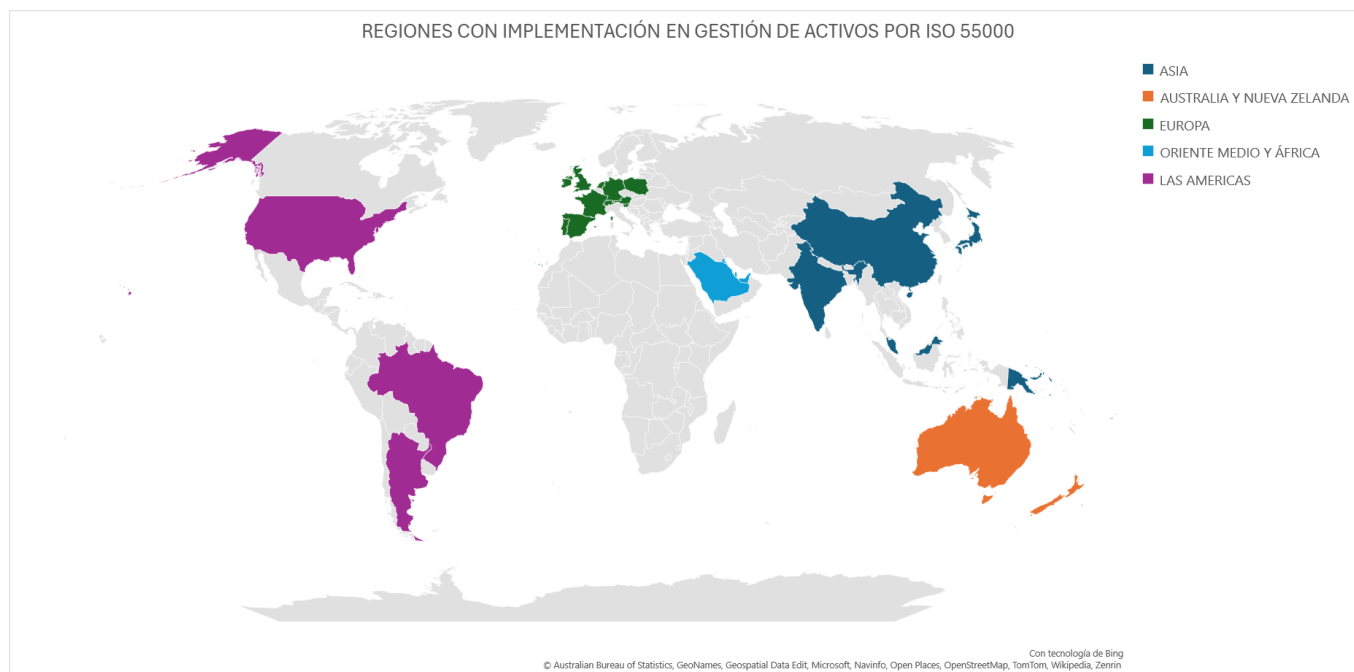 REGIONES CON IMPLEMENTACIÓN EN GESTIÓN DE ACTIVOS POR ISO 55000
ASIA
AUSTRALIA Y NUEVA ZELANDA
EUROPA
ORIENTE MEDIO Y ÁFRICA
LAS AMERICAS
Con tecnología de Bing
© Australian Bureau of Statistics, GeoNames, Geospatial Data Edit, Microsoft, Navinfo, Open Places, OpenStreetMap, TomTom, Wikipedia, Zenrin